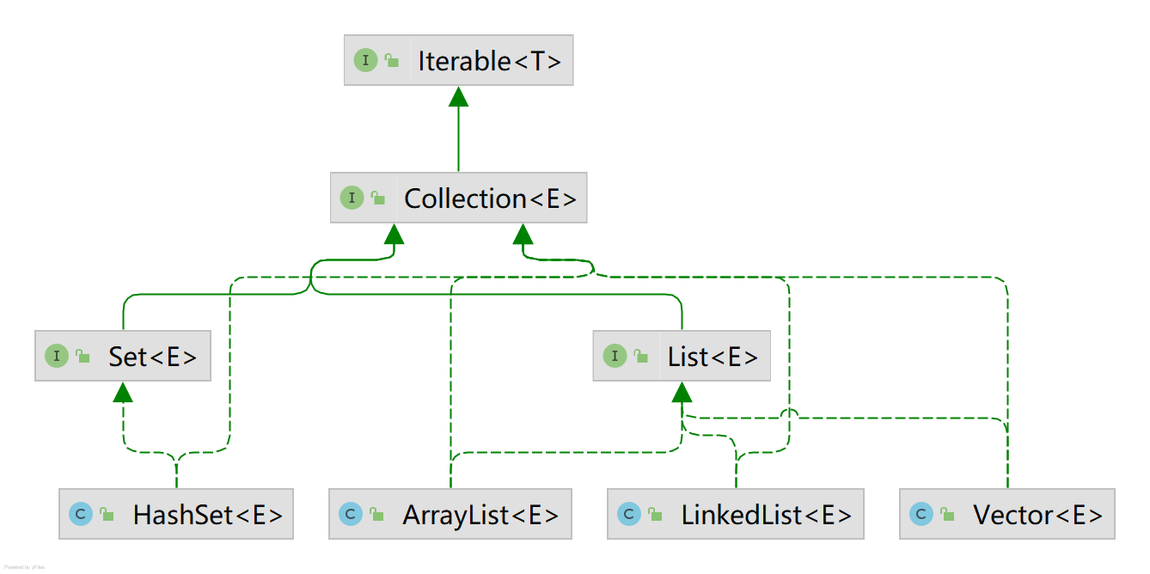 I Iterable<T>
I Collection<E>
I Set<E>
I List<E>
C HashSet<E>
C ArrayList<E>
C LinkedList<E>
C Vector<E>
Powered by yFiles